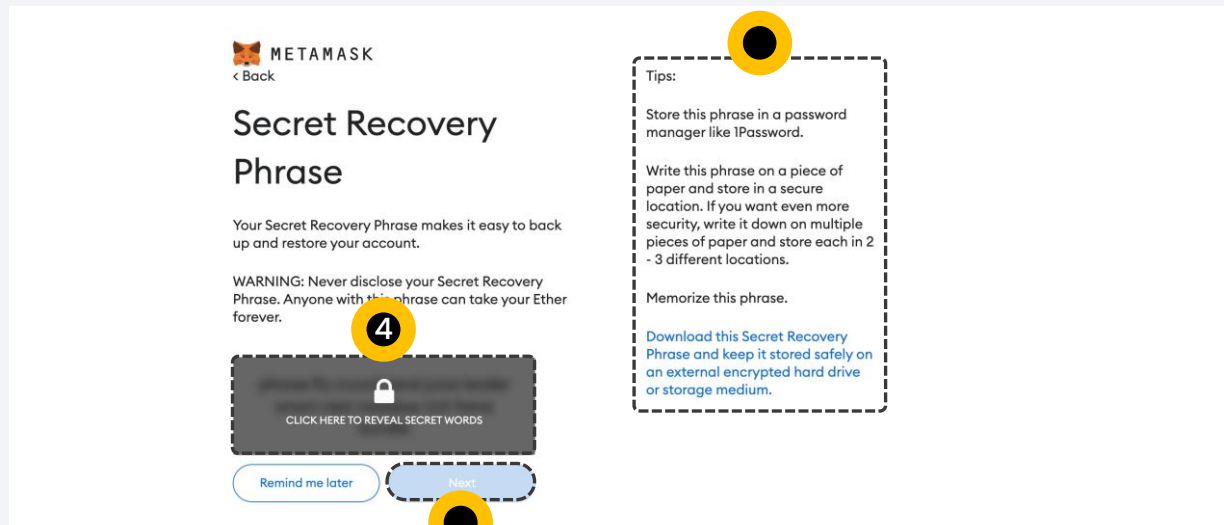 METAMASK
< Back
Secret Recovery
Phrase
Your Secret Recovery Phrase makes it easy to back
up and restore your account.
WARNING: Never disclose your Secret Recovery
Phrase. Anyone with this phrase can take your Ether
forever.
4
CLICK HERE TO REVEAL SECRET WORDS
Remind me later
Next
Tips:
Store this phrase in a password
manager like 1Password.
Write this phrase on a piece of
paper and store in a secure
location. If you want even more
security, write it down on multiple
pieces of paper and store each in 2
- 3 different locations.
Memorize this phrase.
Download this Secret Recovery
Phrase and keep it stored safely on
an external encrypted hard drive
or storage medium.